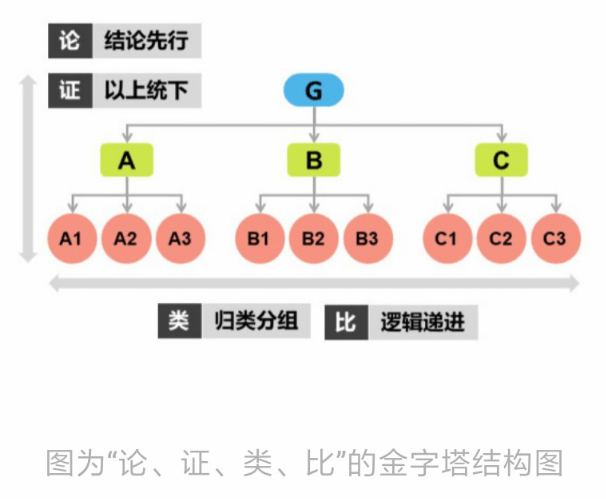 论 结论先行
证 以上统下
G
A B C
A1 A2 A3 B1 B2 B3 C1 C2 C3
类 归类分组 比 逻辑递进
图为“论、证、类、比”的金字塔结构图